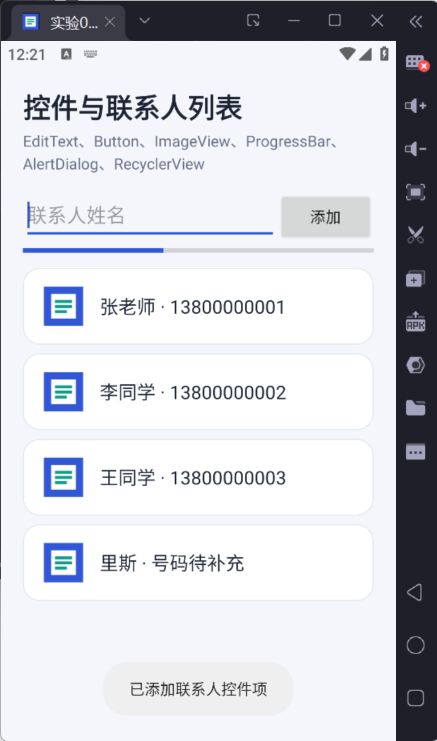 实验0...
12:21
控件与联系人列表
EditText、Button、ImageView、ProgressBar、
AlertDialog、RecyclerView
联系人姓名
添加
张老师 · 13800000001
李同学 · 13800000002
王同学 · 13800000003
里斯 · 号码待补充
已添加联系人控件项
APK